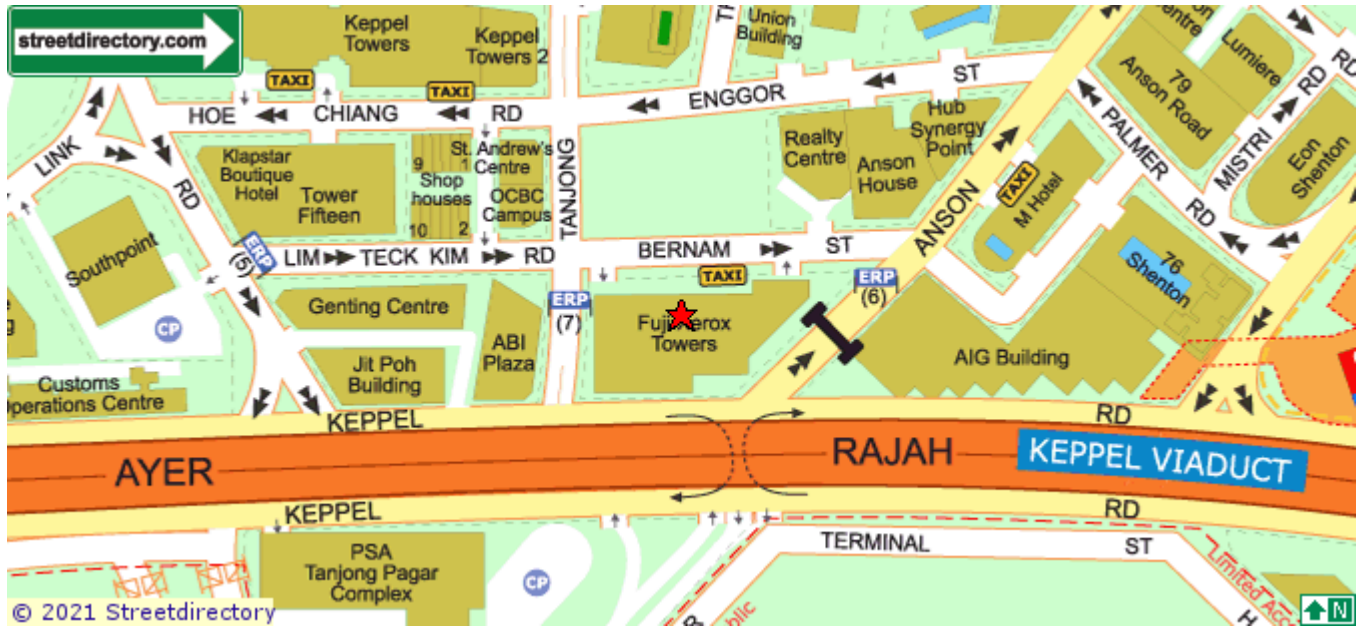 streetdirectory.com
Keppel
Towers
Keppel
Towers 2
Union
Building
Lumiere
79
Anson Road
TAXI
TAXI
HOE
CHIANG
RD
ENGGOR
ST
LINK
RD
Klapstar
Boutique
Hotel
Tower
Fifteen
9
1
Shop
houses
10
2
St. Andrew's
Centre
OCBC
Campus
TANJONG
Realty
Centre
Anson
House
Hub
Synergy
Point
PALMER
RD
MISTRI
RD
RD
Eon
Shenton
TAXI
M Hotel
ANSON
Southpoint
CP
ERP
(5)
LIM
TECK KIM
RD
BERNAM
ST
TAXI
76
Shenton
Genting Centre
ERP
(7)
ERP
(6)
ABI
Plaza
Towers
Jit Poh
Building
AIG Building
Customs
Operations Centre
KEPPEL
RD
AYER
RAJAH
KEPPEL VIADUCT
KEPPEL
RD
PSA
Tanjong Pagar
Complex
CP
TERMINAL
ST
© 2021 Streetdirectory
N